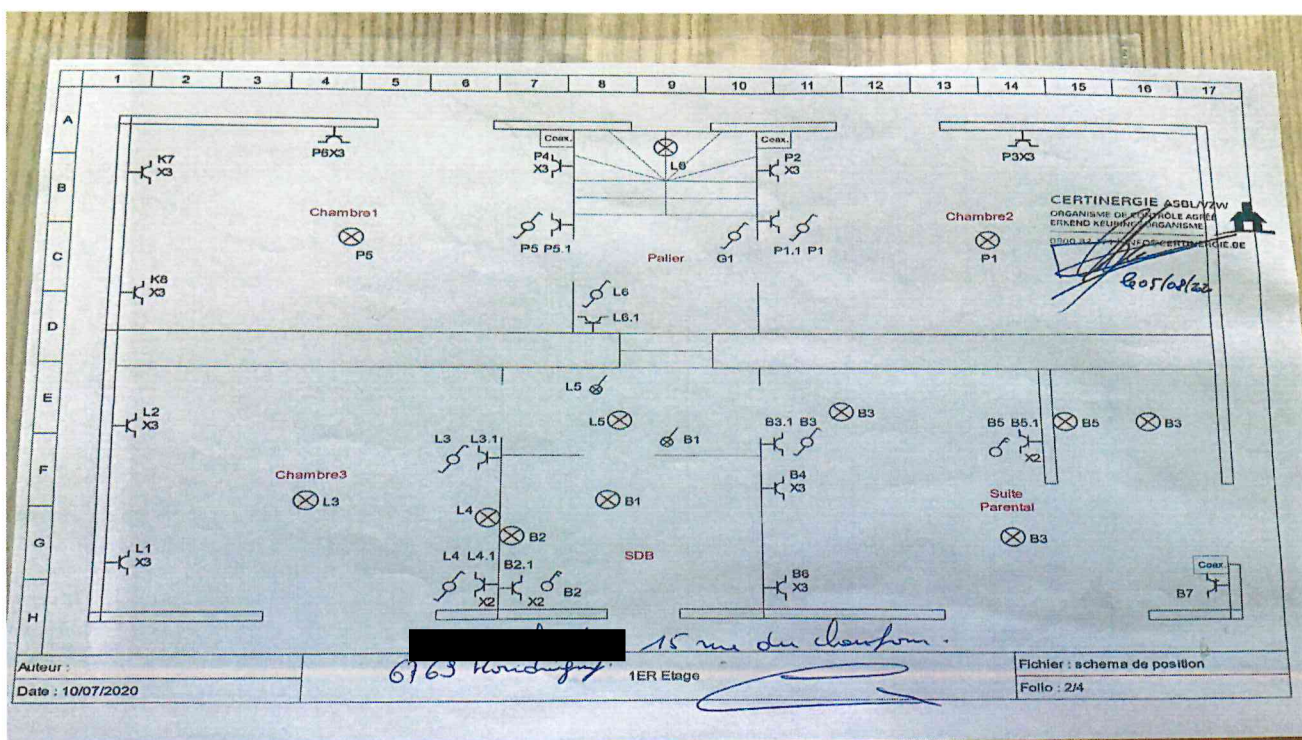 1 2 3 4 5 6 7 8 9 10 11 12 13 14 15 16 17
A
B
C
D
E
F
G
H
P6X3
Coax.
Coax.
P3X3
K7
X3
P4
X3
L6
P2
X3
CERTINERGIE ASBL/VZW
ORGANISME DE CONTRÔLE AGRÉÉ
ERKEND KEURINGSORGANISME
Chambre1
P5
P5 P5.1
Palier
G1
P1.1 P1
Chambre2
P1
05/08/22
K8
X3
L6
L6.1
L5
L2
X3
L5
B1
B3.1 B3
B3
B5 B5.1
X2
B5
B3
L3 L3.1
Chambre3
L3
B1
B4
X3
Suite
Parental
L4
B2
SDB
B3
L1
X3
L4 L4.1
X2
B2.1
X2
B2
B6
X3
Coax.
B7
15 rue du
Auteur :
Date : 10/07/2020
1ER Etage
Fichier : schema de position
Folio : 2/4